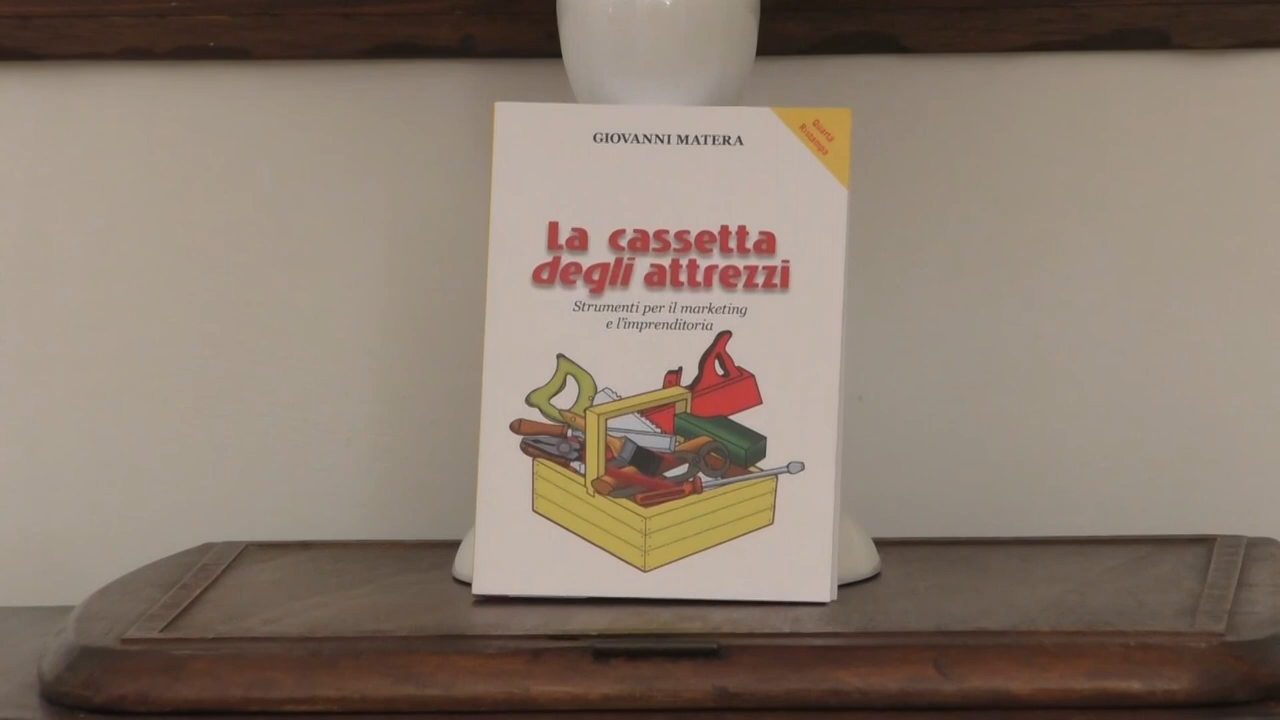 GIOVANNI MATERA
Quarta
Ristampa
La cassetta
degli attrezzi
Strumenti per il marketing
e l'imprenditoria